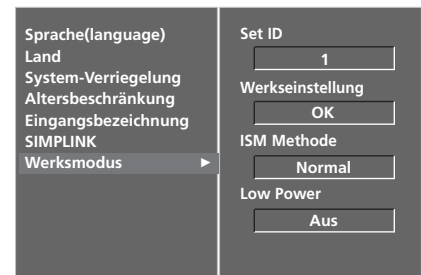 Sprache(language)
Land
System-Verriegelung
Altersbeschränkung
Eingangsbezeichnung
SIMPLINK
Werksmodus ►
Set ID
1
Werkseinstellung
OK
ISM Methode
Normal
Low Power
Aus